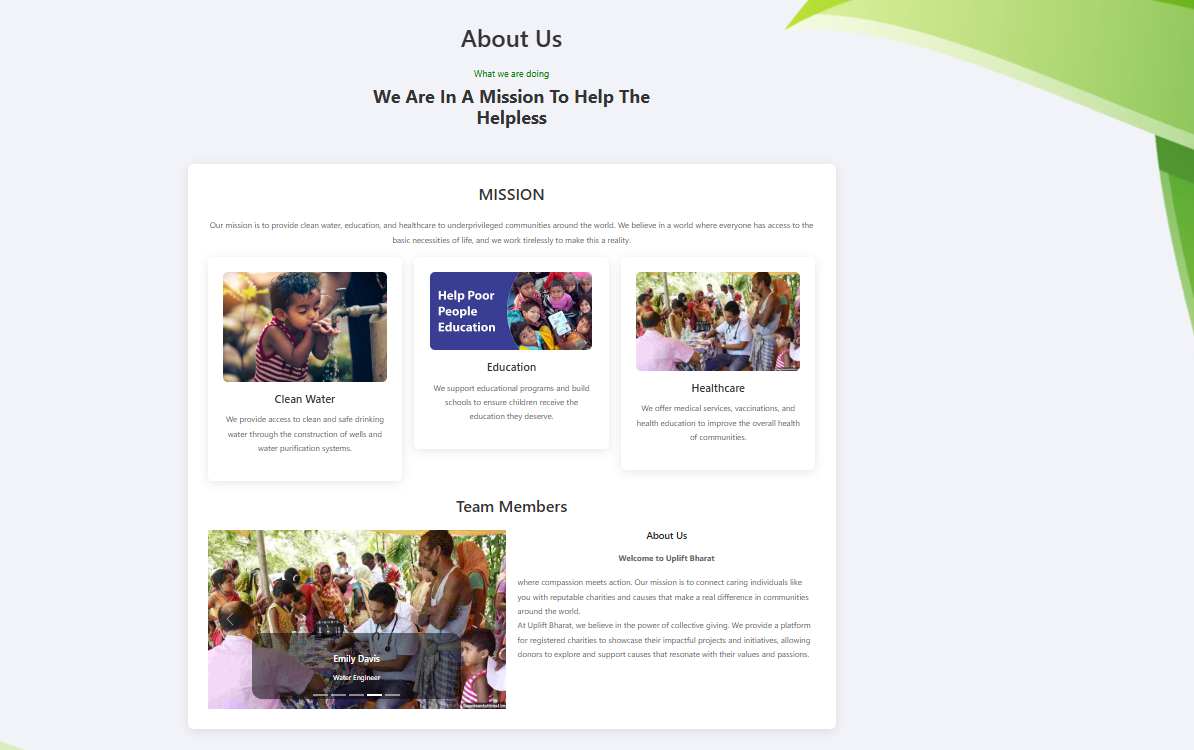 About Us
What we are doing
We Are In A Mission To Help The
Helpless
MISSION
Our mission is to provide clean water, education, and healthcare to underprivileged communities around the world. We believe in a world where everyone has access to the
basic necessities of life, and we work tirelessly to make this a reality.
Clean Water
We provide access to clean and safe drinking
water through the construction of wells and
water purification systems.
Help Poor
People
Education
Education
We support educational programs and build
schools to ensure children receive the
education they deserve.
Healthcare
We offer medical services, vaccinations, and
health education to improve the overall health
of communities.
Team Members
Emily Davis
Water Engineer
Representational im
About Us
Welcome to Uplift Bharat
where compassion meets action. Our mission is to connect caring individuals like
you with reputable charities and causes that make a real difference in communities
around the world.
At Uplift Bharat, we believe in the power of collective giving. We provide a platform
for registered charities to showcase their impactful projects and initiatives, allowing
donors to explore and support causes that resonate with their values and passions.